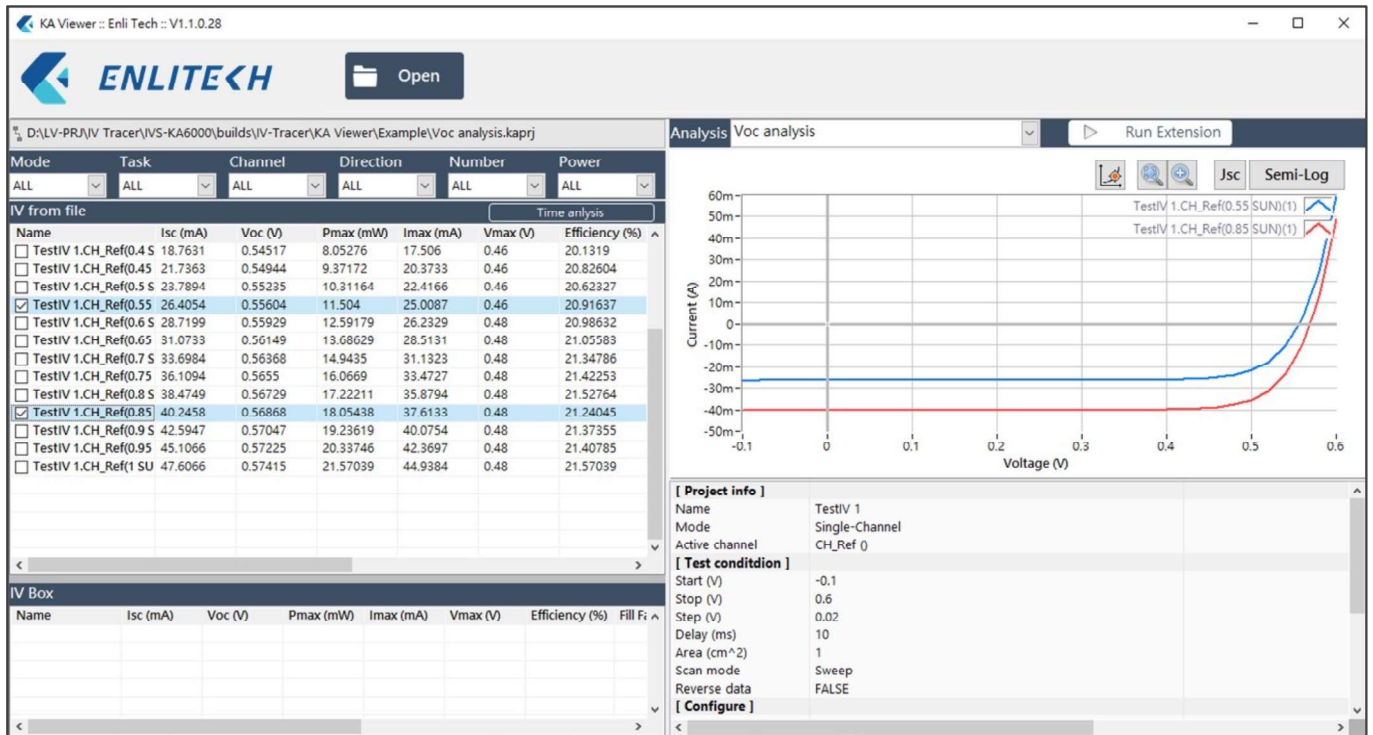 KA Viewer :: Enli Tech :: V1.1.0.28
ENLITECH
Open
D:\LV-PRJ\IV Tracer\IVS-KA6000\builds\IV-Tracer\KA Viewer\Example\Voc analysis.kaprj
Analysis Voc analysis Run Extension
Mode Task Channel Direction Number Power
ALL ALL ALL ALL ALL ALL
IV from file Time anlysis
Name Isc (mA) Voc (V) Pmax (mW) Imax (mA) Vmax (V) Efficiency (%)
TestIV 1.CH_Ref(0.4 S 18.7631 0.54517 8.05276 17.506 0.46 20.1319
TestIV 1.CH_Ref(0.45 21.7363 0.54944 9.37172 20.3733 0.46 20.82604
TestIV 1.CH_Ref(0.5 S 23.7894 0.55235 10.31164 22.4166 0.46 20.62327
TestIV 1.CH_Ref(0.55 26.4054 0.55604 11.504 25.0087 0.46 20.91637
TestIV 1.CH_Ref(0.6 S 28.7199 0.55929 12.59179 26.2329 0.48 20.98632
TestIV 1.CH_Ref(0.65 31.0733 0.56149 13.68629 28.5131 0.48 21.05583
TestIV 1.CH_Ref(0.7 S 33.6984 0.56368 14.9435 31.1323 0.48 21.34786
TestIV 1.CH_Ref(0.75 36.1094 0.5655 16.0669 33.4727 0.48 21.42253
TestIV 1.CH_Ref(0.8 S 38.4749 0.56729 17.22211 35.8794 0.48 21.52764
TestIV 1.CH_Ref(0.85 40.2458 0.56868 18.05438 37.6133 0.48 21.24045
TestIV 1.CH_Ref(0.9 S 42.5947 0.57047 19.23619 40.0754 0.48 21.37355
TestIV 1.CH_Ref(0.95 45.1066 0.57225 20.33746 42.3697 0.48 21.40785
TestIV 1.CH_Ref(1 SU 47.6066 0.57415 21.57039 44.9384 0.48 21.57039
IV Box
Name Isc (mA) Voc (V) Pmax (mW) Imax (mA) Vmax (V) Efficiency (%) Fill Fa
Jsc Semi-Log
TestIV 1.CH_Ref(0.55 SUN)(1)
TestIV 1.CH_Ref(0.85 SUN)(1)
Current (A)
60m
50m
40m
30m
20m
10m
0
-10m
-20m
-30m
-40m
-50m
-0.1 0 0.1 0.2 0.3 0.4 0.5 0.6
Voltage (V)
[ Project info ]
Name TestIV 1
Mode Single-Channel
Active channel CH_Ref ()
[ Test conditdion ]
Start (V) -0.1
Stop (V) 0.6
Step (V) 0.02
Delay (ms) 10
Area (cm^2) 1
Scan mode Sweep
Reverse data FALSE
[ Configure ]